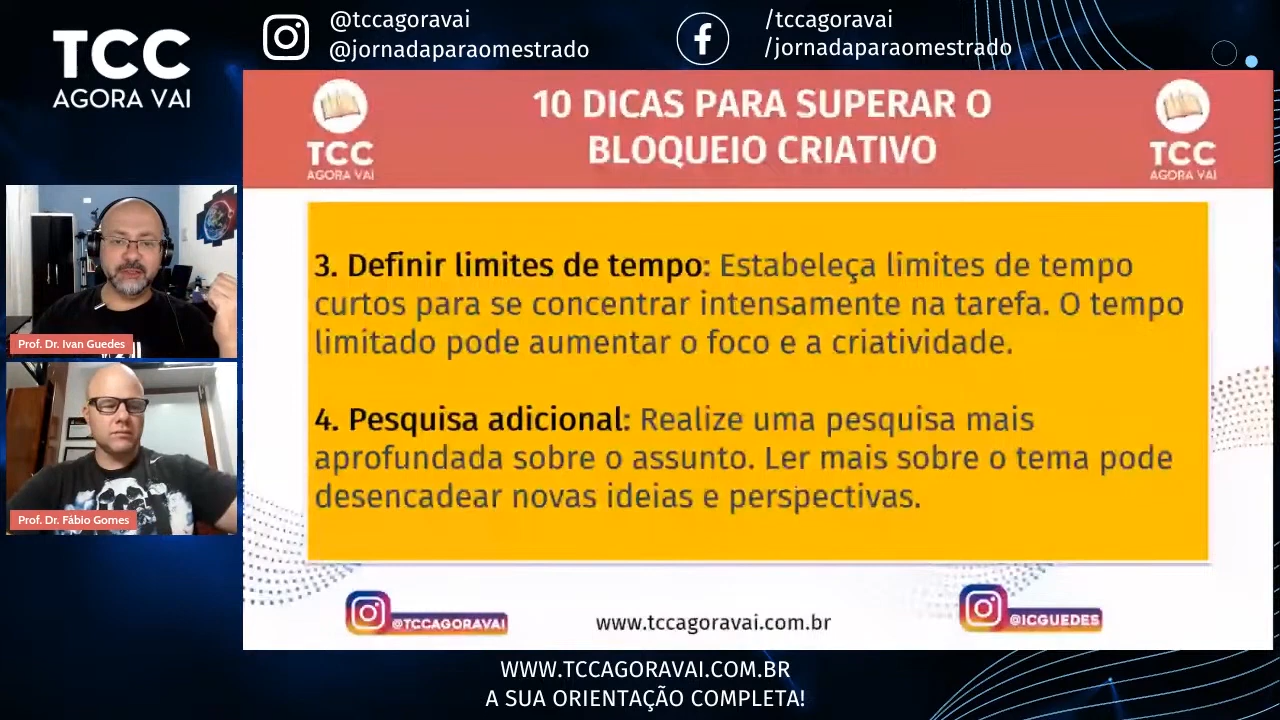 TCC
AGORA VAI
@tccagoravai
@jornadaparaomestrado
/tccagoravai
/jornadaparaomestrado
TCC
AGORA VAI
10 DICAS PARA SUPERAR O
BLOQUEIO CRIATIVO
TCC
AGORA VAI
3. Definir limites de tempo: Estabeleça limites de tempo
curtos para se concentrar intensamente na tarefa. O tempo
limitado pode aumentar o foco e a criatividade.
4. Pesquisa adicional: Realize uma pesquisa mais
aprofundada sobre o assunto. Ler mais sobre o tema pode
desencadear novas ideias e perspectivas.
Prof. Dr. Ivan Guedes
Prof. Dr. Fábio Gomes
@TCCAGORAVAI
www.tccagoravai.com.br
@ICGUEDES
WWW.TCCAGORAVAI.COM.BR
A SUA ORIENTAÇÃO COMPLETA!